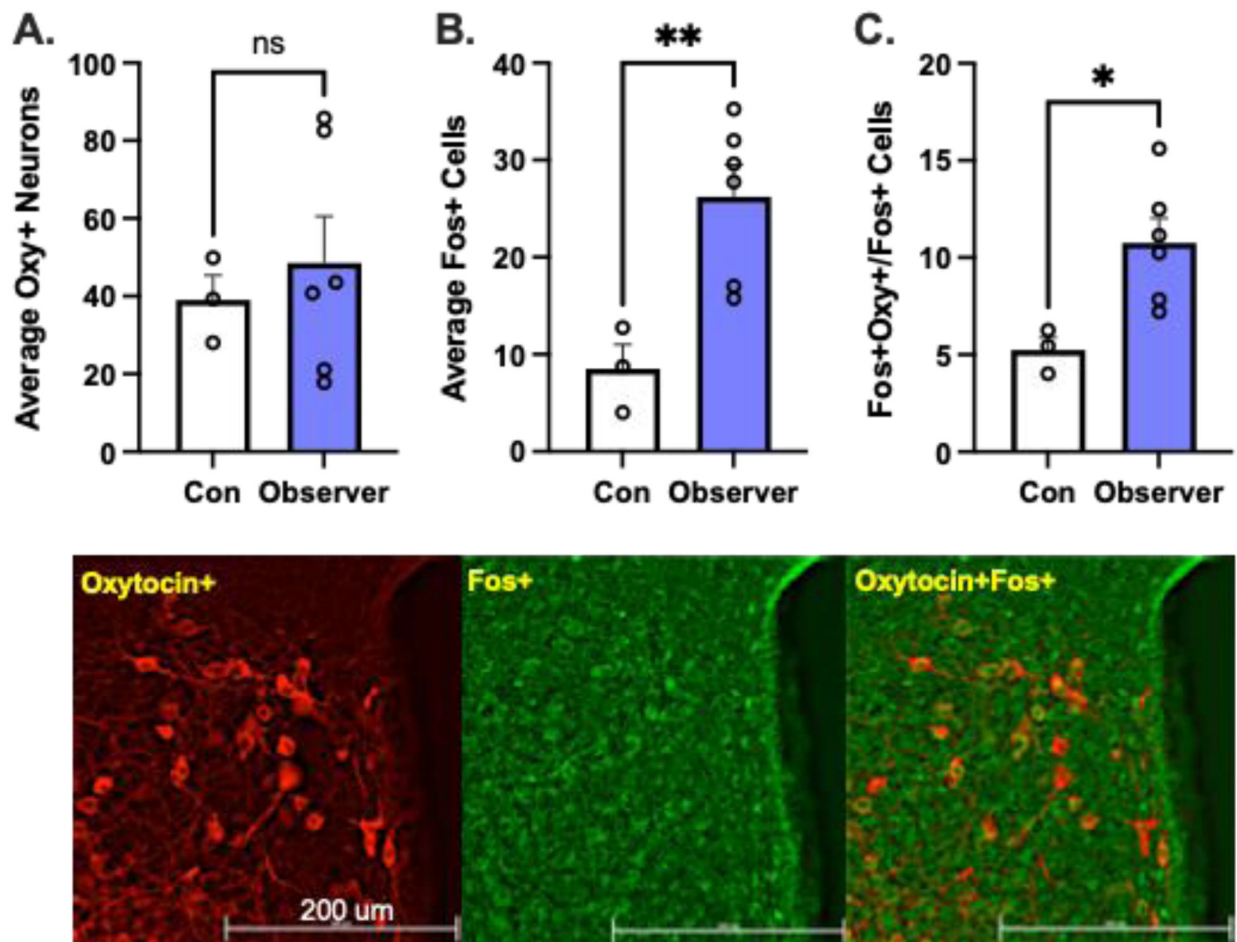 A.
ns
Average Oxy+ Neurons
100
80
60
40
20
0
Con Observer
B.
**
Average Fos+ Cells
40
30
20
10
0
Con Observer
C.
*
Fos+Oxy+/Fos+ Cells
20
15
10
5
0
Con Observer
Oxytocin+
Fos+
Oxytocin+Fos+
200 um